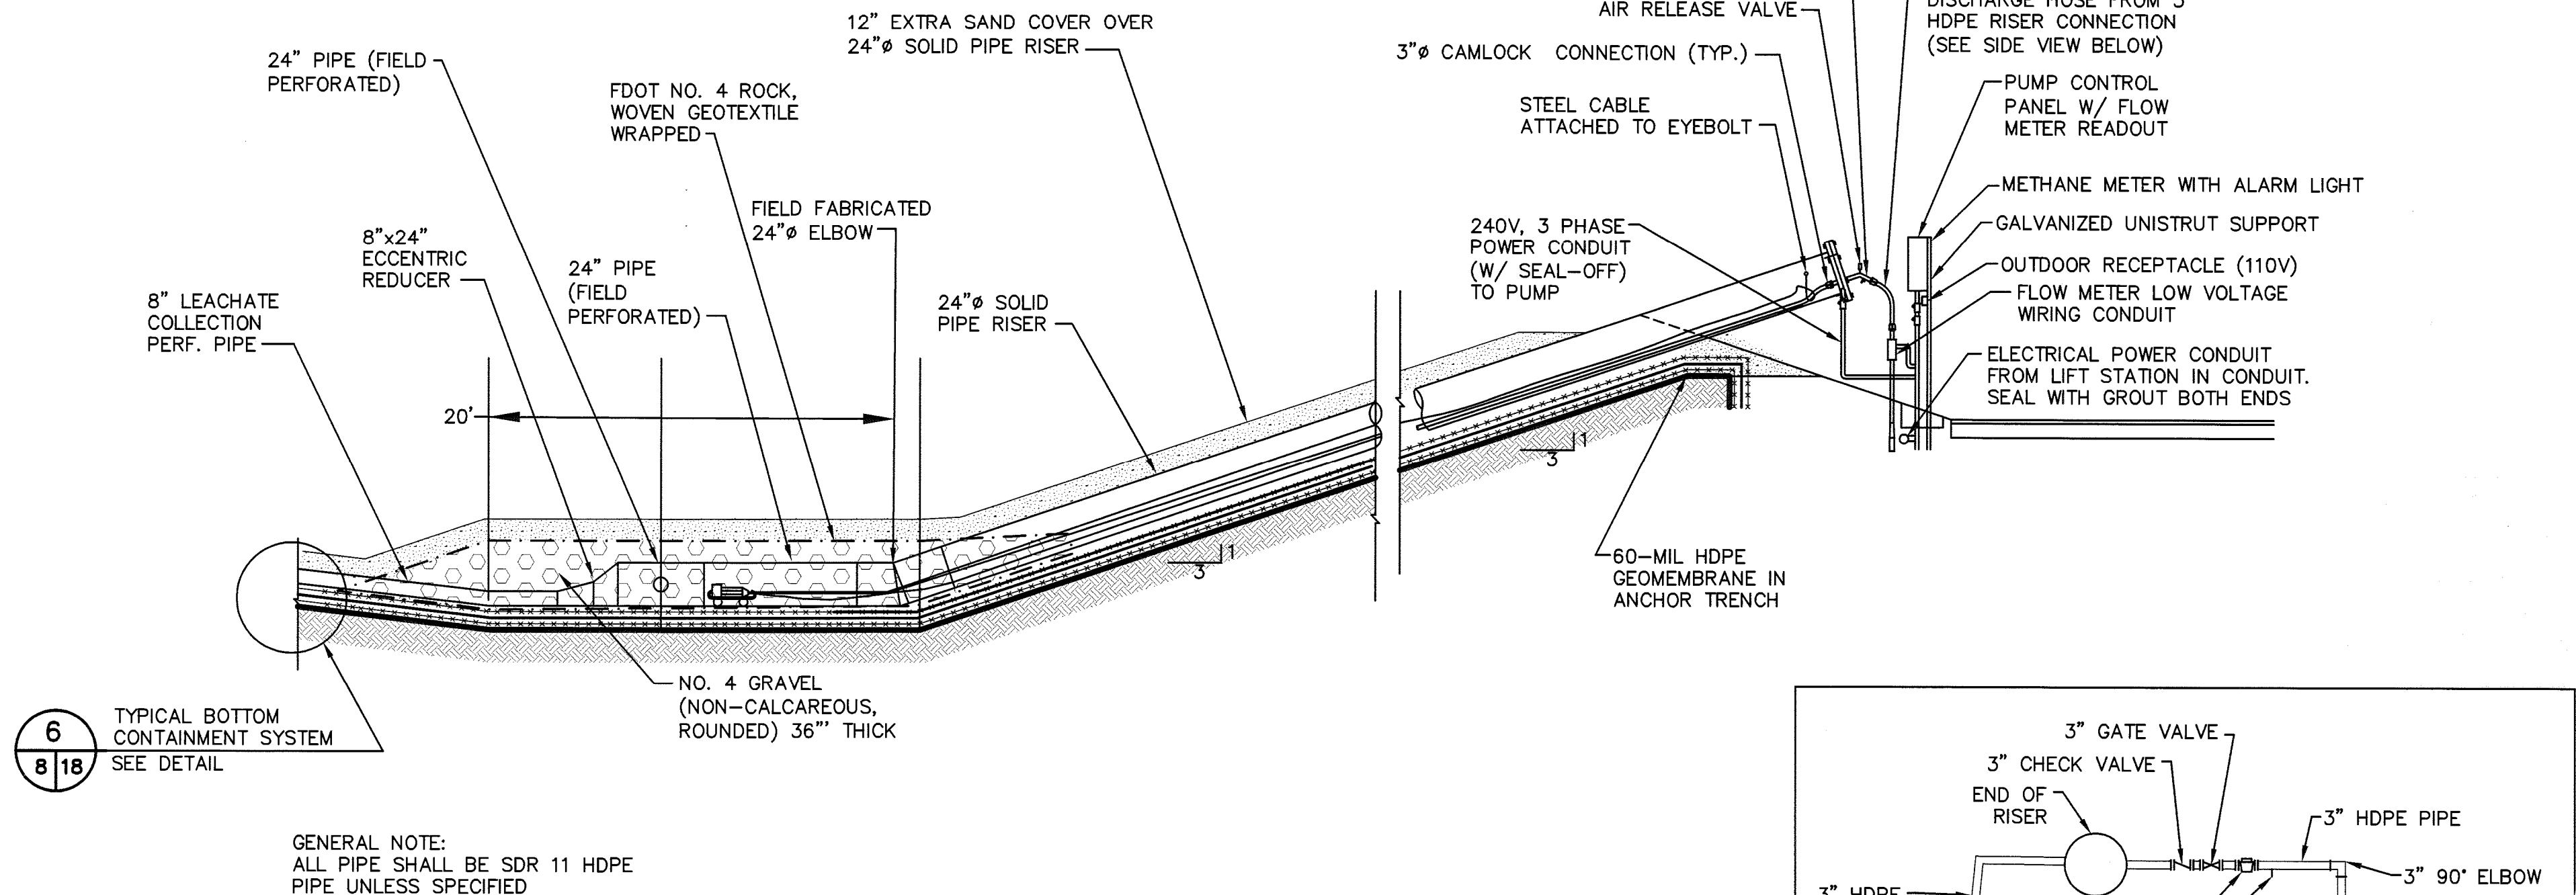 12" EXTRA SAND COVER OVER
24"ø SOLID PIPE RISER
24" PIPE (FIELD
PERFORATED)
FDOT NO. 4 ROCK,
WOVEN GEOTEXTILE
WRAPPED
FIELD FABRICATED
24"ø ELBOW
8"x24"
ECCENTRIC
REDUCER
24" PIPE
(FIELD
PERFORATED)
8" LEACHATE
COLLECTION
PERF. PIPE
24"ø SOLID
PIPE RISER
20'
AIR RELEASE VALVE
3"ø CAMLOCK CONNECTION (TYP.)
STEEL CABLE
ATTACHED TO EYEBOLT
240V, 3 PHASE
POWER CONDUIT
(W/ SEAL-OFF)
TO PUMP
DISCHARGE HOSE FROM 3"
HDPE RISER CONNECTION
(SEE SIDE VIEW BELOW)
PUMP CONTROL
PANEL W/ FLOW
METER READOUT
METHANE METER WITH ALARM LIGHT
GALVANIZED UNISTRUT SUPPORT
OUTDOOR RECEPTACLE (110V)
FLOW METER LOW VOLTAGE
WIRING CONDUIT
ELECTRICAL POWER CONDUIT
FROM LIFT STATION IN CONDUIT.
SEAL WITH GROUT BOTH ENDS
1
3
1
3
60-MIL HDPE
GEOMEMBRANE IN
ANCHOR TRENCH
NO. 4 GRAVEL
(NON-CALCAREOUS,
ROUNDED) 36"' THICK
6
8 18
TYPICAL BOTTOM
CONTAINMENT SYSTEM
SEE DETAIL
GENERAL NOTE:
ALL PIPE SHALL BE SDR 11 HDPE
PIPE UNLESS SPECIFIED
3" GATE VALVE
3" CHECK VALVE
END OF
RISER
3" HDPE PIPE
3" 90° ELBOW
3" HDPE